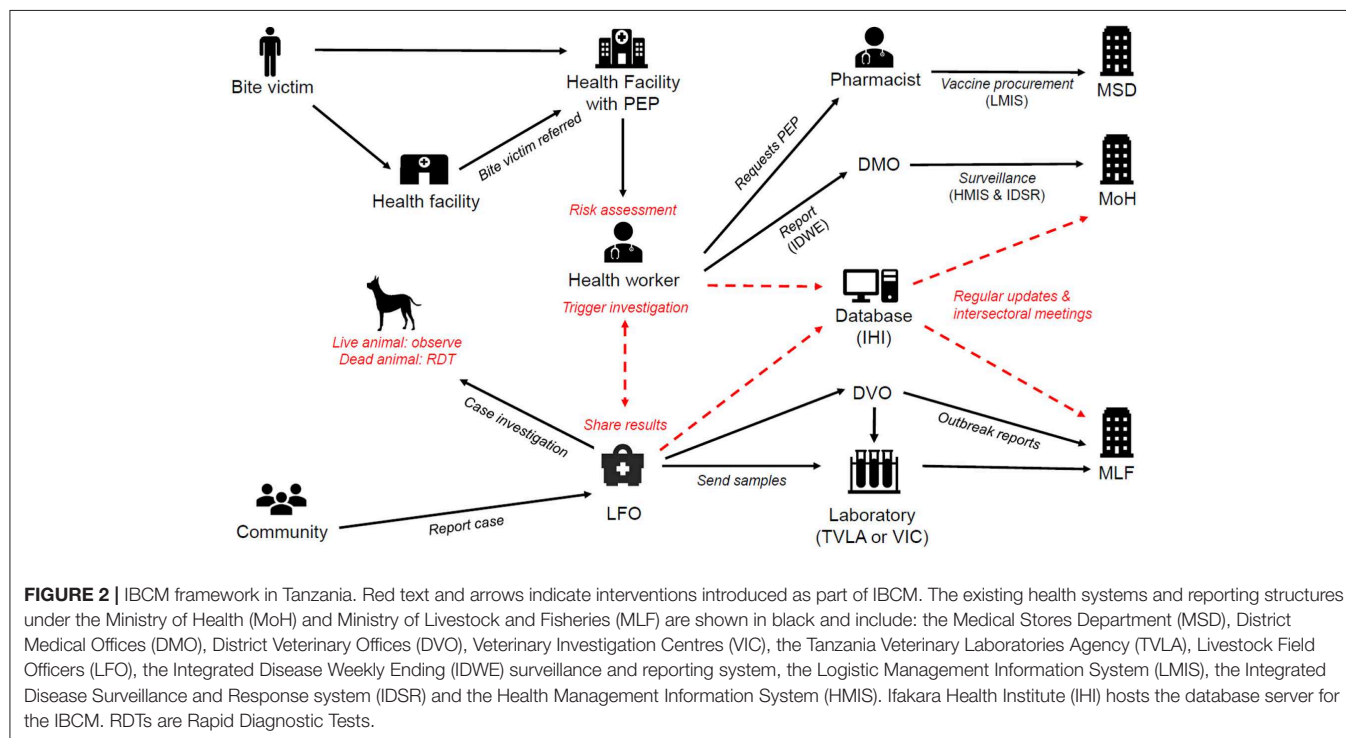 Bite victim
Health Facility
with PEP
Bite victim referred
Health facility
Risk assessment
Health worker
Trigger investigation
Requests PEP
Pharmacist
Vaccine procurement
(LMIS)
MSD
Report
(IDWE)
DMO
Surveillance
(HMIS & IDSR)
MoH
Database
(IHI)
Regular updates &
intersectoral meetings
Live animal: observe
Dead animal: RDT
Case investigation
Share results
LFO
Community
Report case
Send samples
DVO
Outbreak reports
Laboratory
(TVLA or VIC)
MLF
FIGURE 2 | IBCM framework in Tanzania. Red text and arrows indicate interventions introduced as part of IBCM. The existing health systems and reporting structures
under the Ministry of Health (MoH) and Ministry of Livestock and Fisheries (MLF) are shown in black and include: the Medical Stores Department (MSD), District
Medical Offices (DMO), District Veterinary Offices (DVO), Veterinary Investigation Centres (VIC), the Tanzania Veterinary Laboratories Agency (TVLA), Livestock Field
Officers (LFO), the Integrated Disease Weekly Ending (IDWE) surveillance and reporting system, the Logistic Management Information System (LMIS), the Integrated
Disease Surveillance and Response system (IDSR) and the Health Management Information System (HMIS). Ifakara Health Institute (IHI) hosts the database server for
the IBCM. RDTs are Rapid Diagnostic Tests.